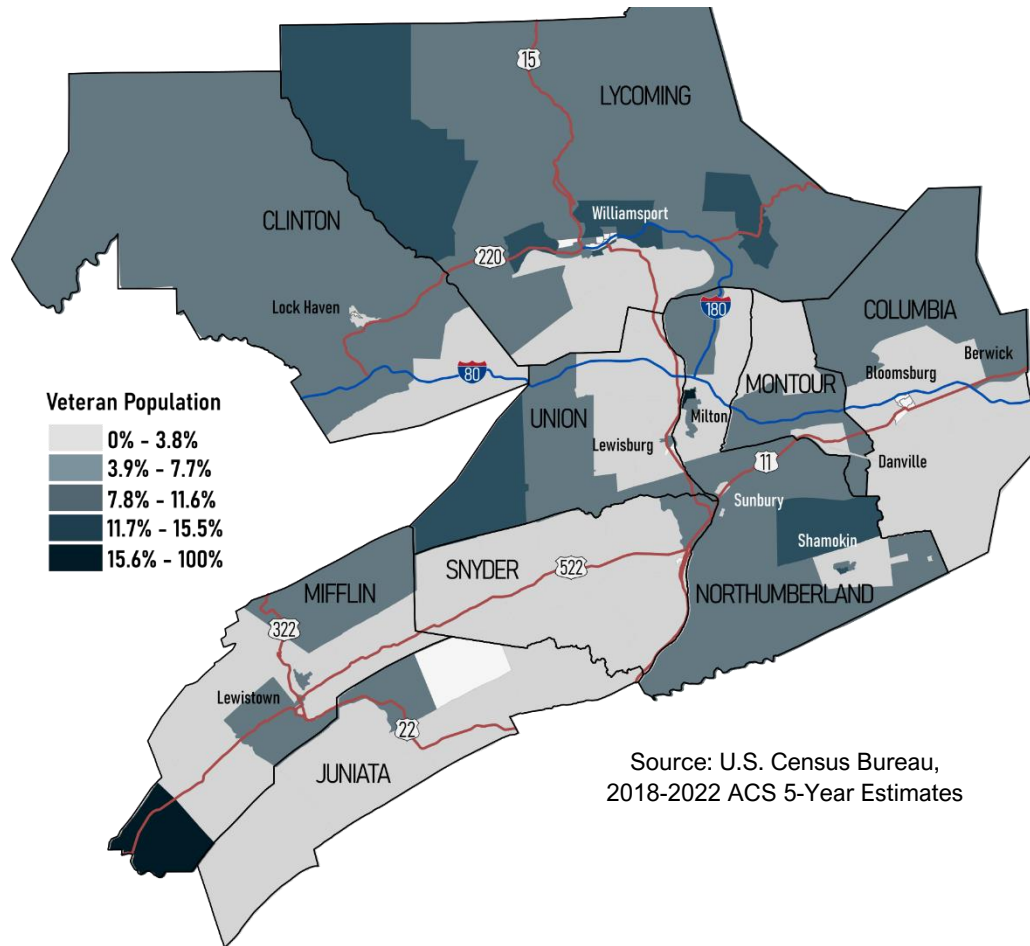 15
LYCOMING
Williamsport
CLINTON
220
Lock Haven
180
COLUMBIA
80
Berwick
Bloomsburg
MONTOUR
Veteran Population
0% - 3.8%
3.9% - 7.7%
7.8% - 11.6%
11.7% - 15.5%
15.6% - 100%
UNION
Milton
Lewisburg
11
Danville
Sunbury
Shamokin
SNYDER
522
MIFFLIN
NORTHUMBERLAND
322
Lewistown
22
JUNIATA
Source: U.S. Census Bureau,
2018-2022 ACS 5-Year Estimates